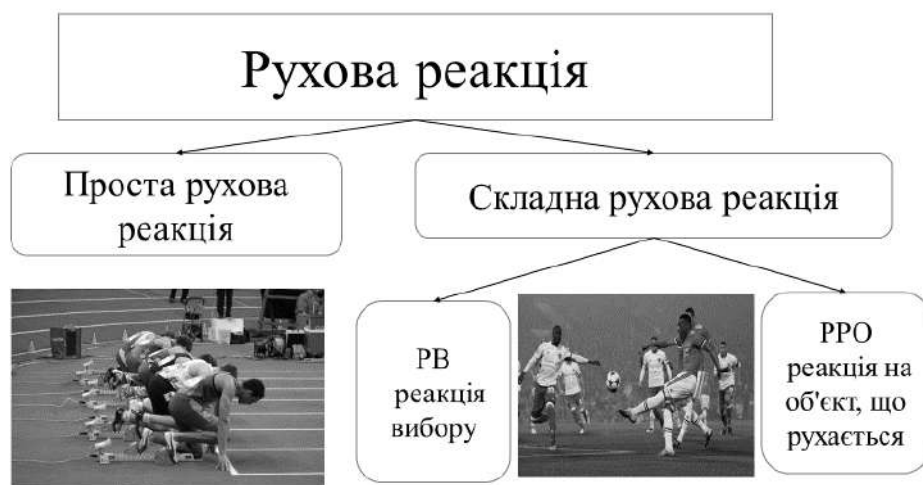 Рухова реакція
Проста рухова
реакція
Складна рухова реакція
РВ
реакція
вибору
РРО
реакція на
об'єкт, що
рухається